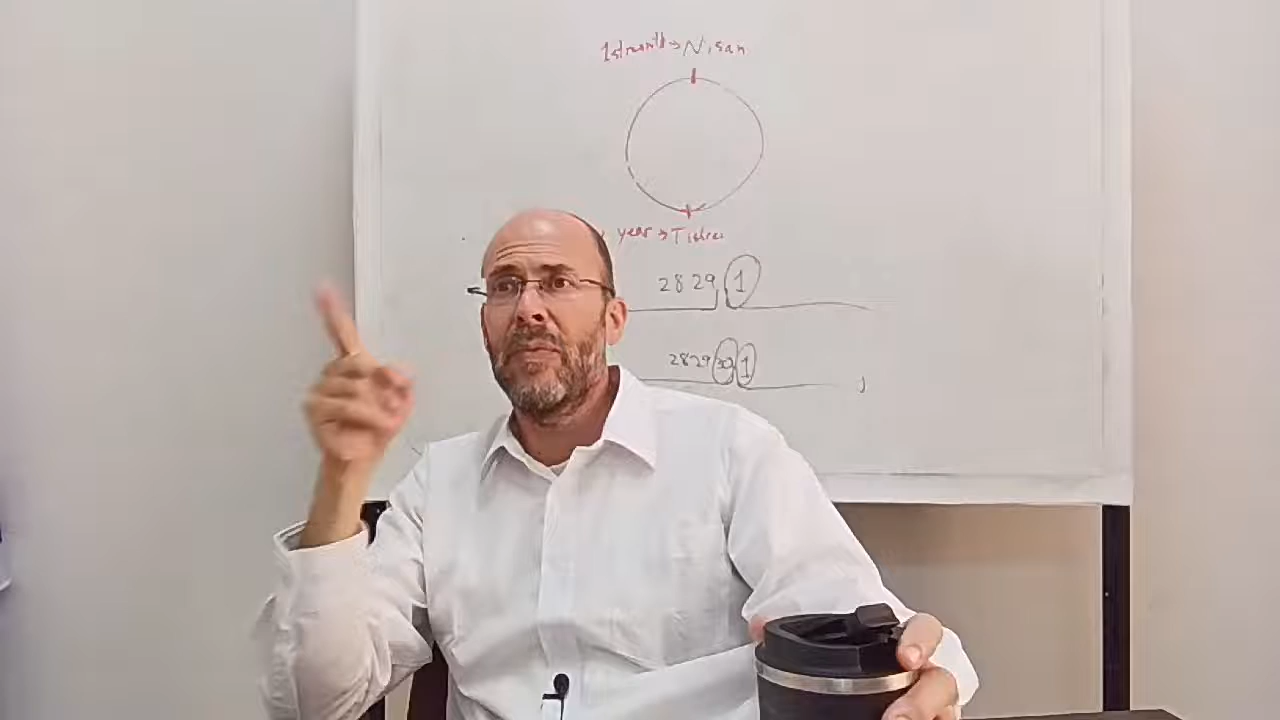 1st month → Nisan
year → Tishrei
28 29 1
28 29 30 1